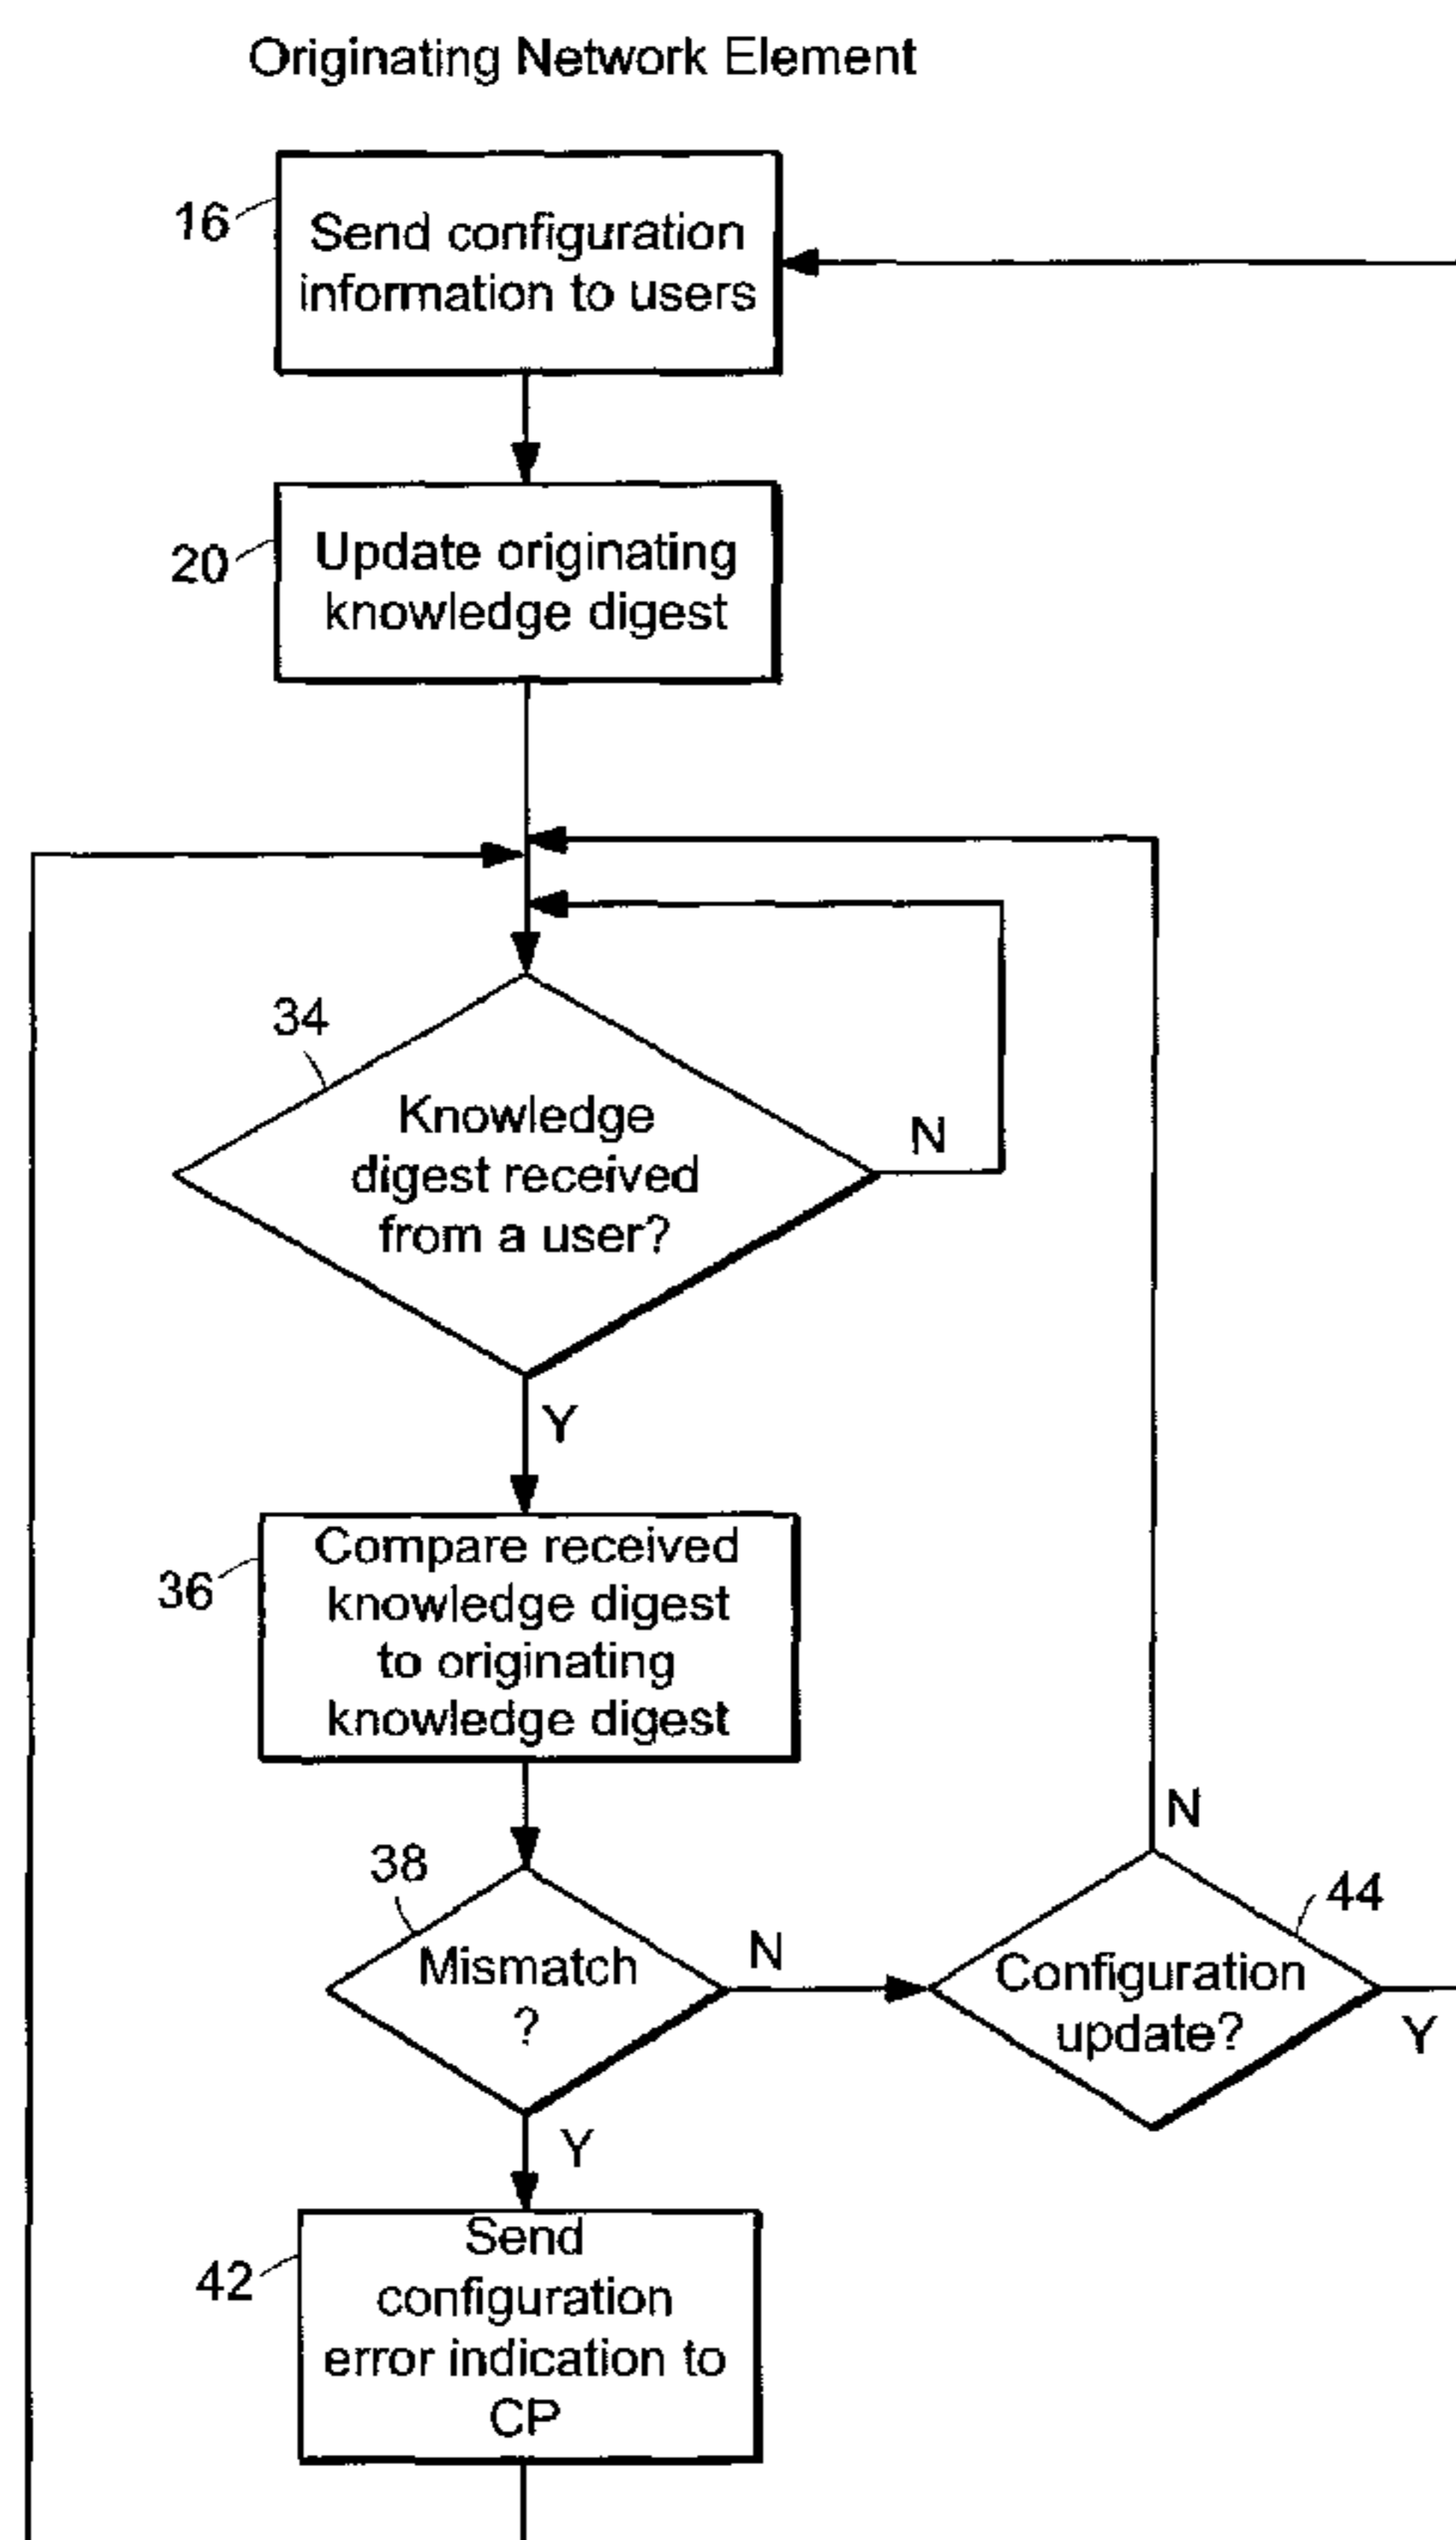 Originating Network Element
16
Send configuration
information to users
20
Update originating
knowledge digest
34
Knowledge
digest received
from a user?
N
Y
36
Compare received
knowledge digest
to originating
knowledge digest
38
Mismatch
?
N
Y
N
44
Configuration
update?
Y
42
Send
configuration
error indication to
CP